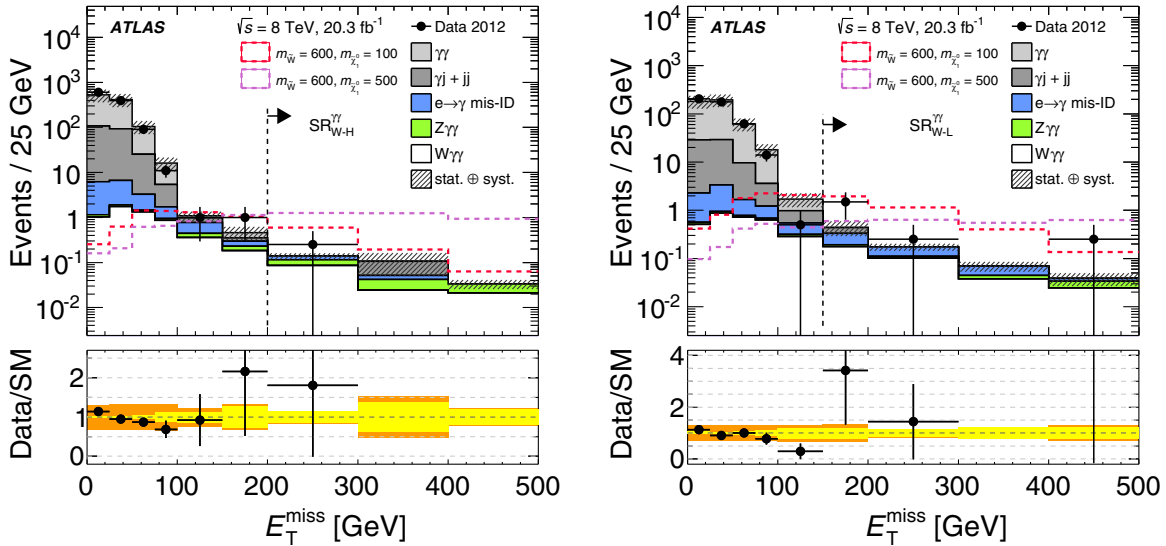 ATLAS
√s = 8 TeV, 20.3 fb⁻¹
Data 2012
m_W̃ = 600, m_χ̃₁⁰ = 100
m_W̃ = 600, m_χ̃₁⁰ = 500
γγ
γj + jj
e→γ mis-ID
Zγγ
Wγγ
stat. ⊕ syst.
SR^γγ_W-H
Events / 25 GeV
10⁴
10³
10²
10
1
10⁻¹
10⁻²
Data/SM
2
1
0
0 100 200 300 400 500
E_T^miss [GeV]
ATLAS
√s = 8 TeV, 20.3 fb⁻¹
Data 2012
m_W̃ = 600, m_χ̃₁⁰ = 100
m_W̃ = 600, m_χ̃₁⁰ = 500
γγ
γj + jj
e→γ mis-ID
Zγγ
Wγγ
stat. ⊕ syst.
SR^γγ_W-L
Events / 25 GeV
10⁴
10³
10²
10
1
10⁻¹
10⁻²
Data/SM
4
2
0
0 100 200 300 400 500
E_T^miss [GeV]